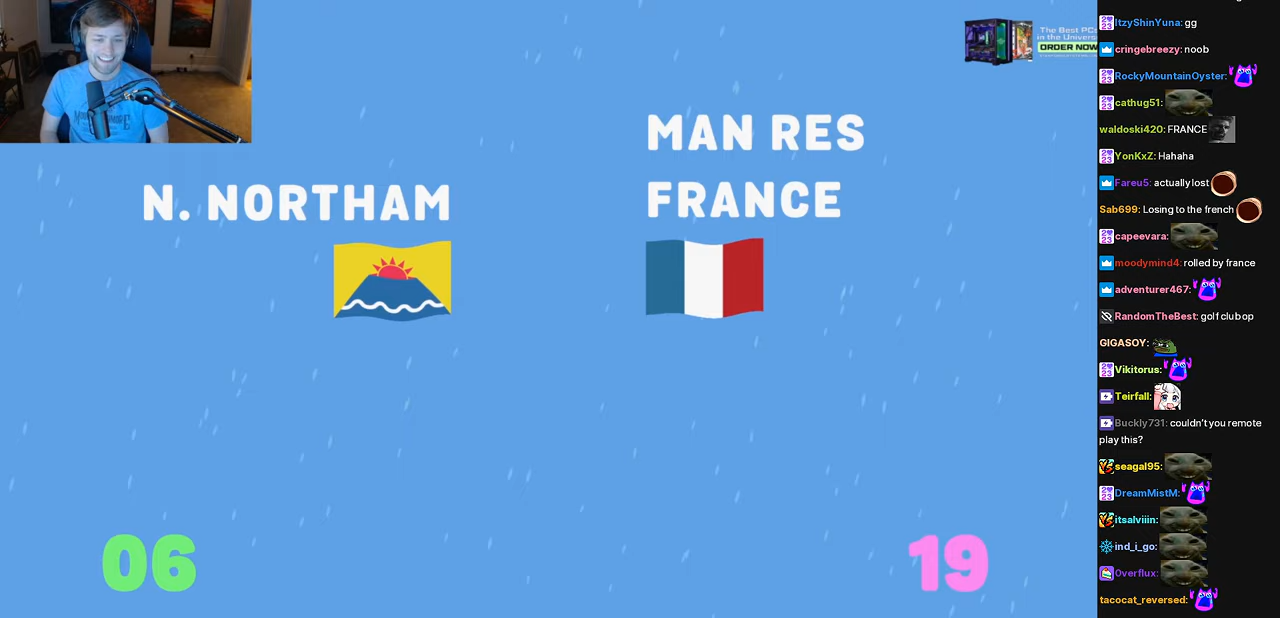 The Best PCs
in the Universe
ORDER NOW
MAN RES
N. NORTHAM
FRANCE
06
19
ItzyShinYuna: gg
cringebreezy: noob
RockyMountainOyster:
cathug51:
waldoski420: FRANCE
YonKxZ: Hahaha
Fareu5: actually lost
Sab699: Losing to the french
capeevara:
moodymind4: rolled by france
adventurer467:
RandomTheBest: golf club op
GIGASOY:
Vikitorus:
Teirfall:
Buckly731: couldn't you remote
play this?
seagal95:
DreamMistM:
itsalviiin:
ind_i_go:
0verflux:
tacocat_reversed: